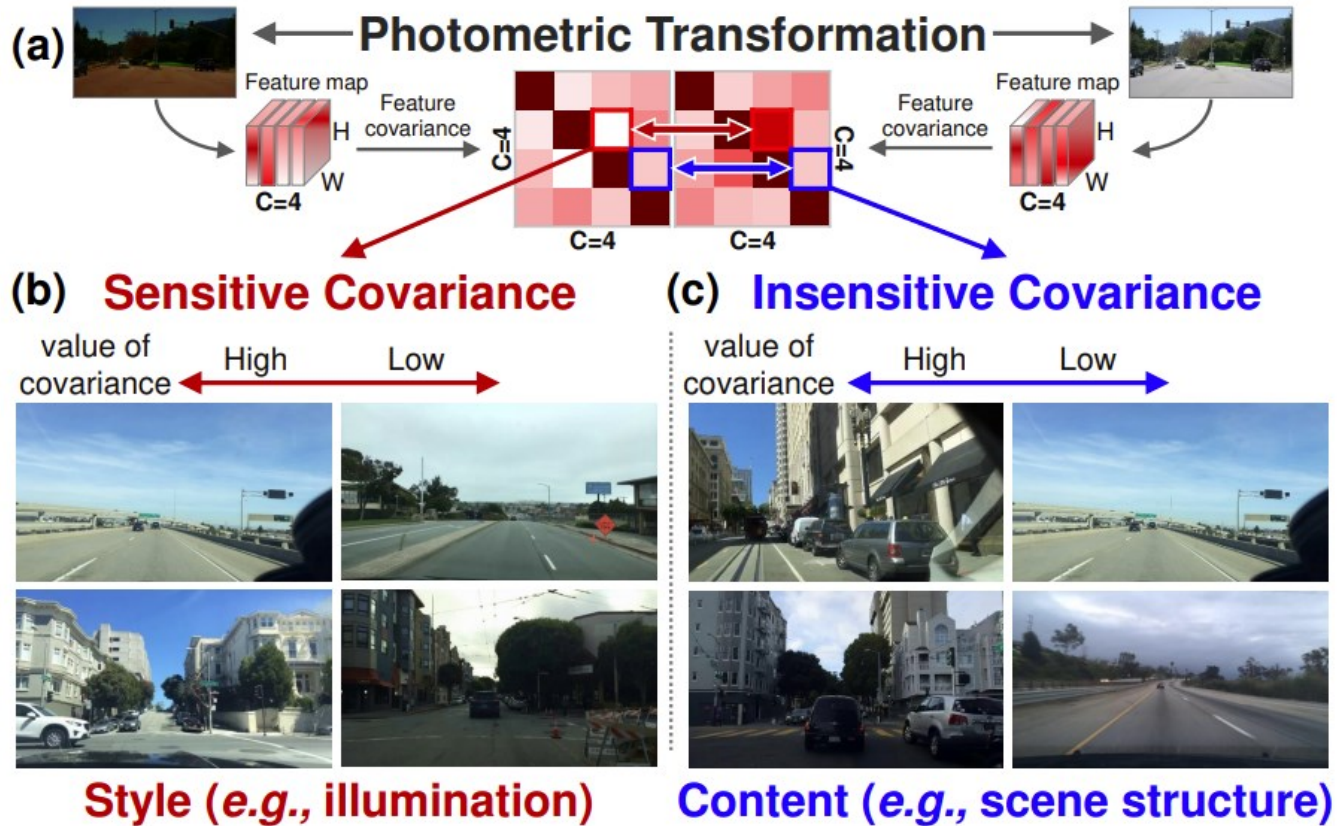 (a)
Photometric Transformation
Feature map
H
W
C=4
Feature
covariance
C=4
C=4
C=4
C=4
Feature
covariance
Feature map
H
W
C=4
(b) Sensitive Covariance
value of
covariance
High
Low
Style (e.g., illumination)
(c) Insensitive Covariance
value of
covariance
High
Low
Content (e.g., scene structure)